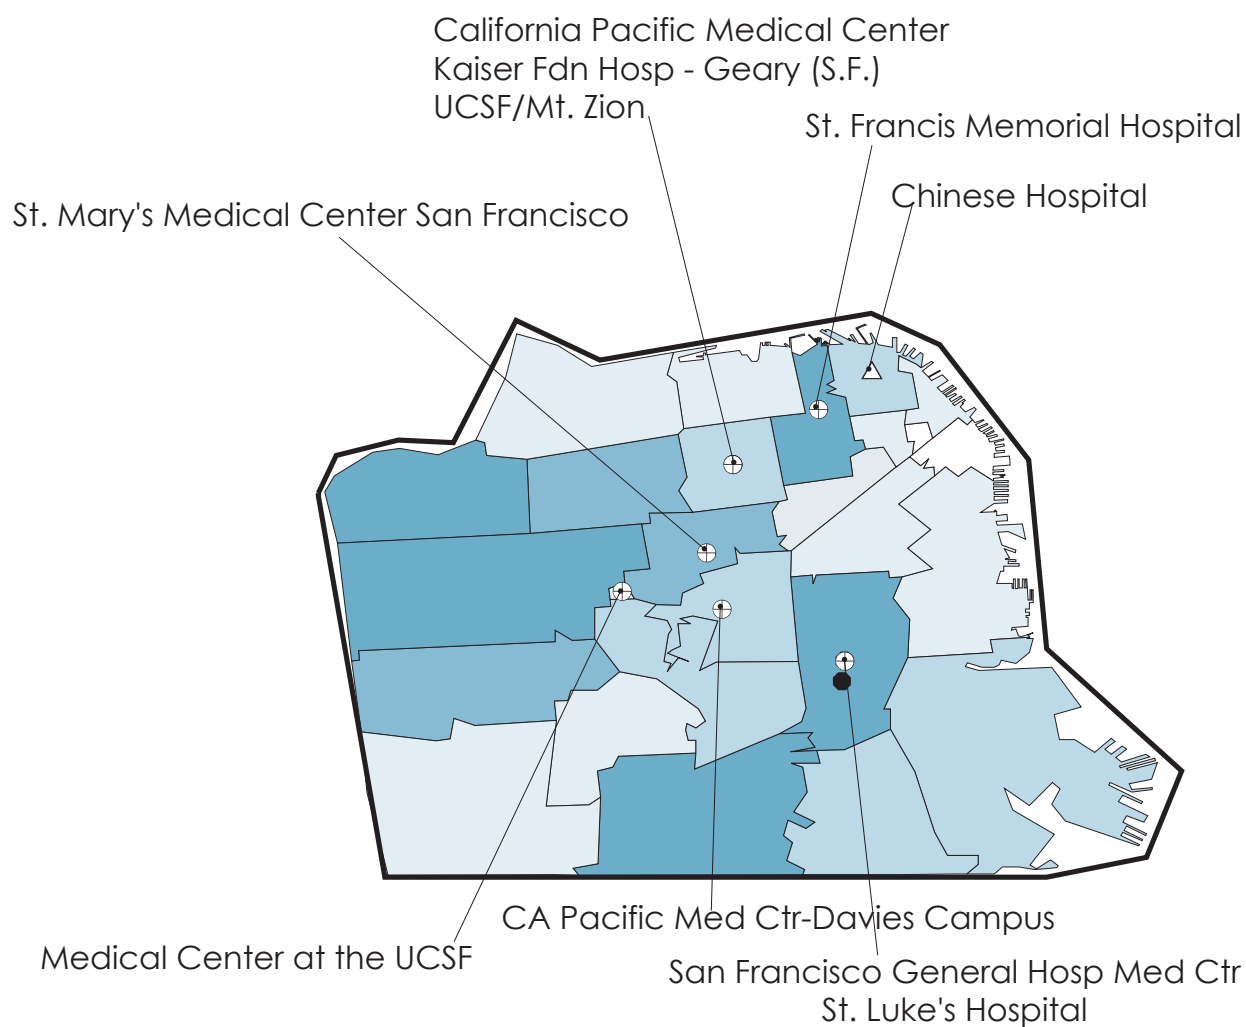 California Pacific Medical Center
Kaiser Fdn Hosp - Geary (S.F.)
UCSF/Mt. Zion
St. Francis Memorial Hospital
Chinese Hospital
St. Mary's Medical Center San Francisco
CA Pacific Med Ctr-Davies Campus
Medical Center at the UCSF
San Francisco General Hosp Med Ctr
St. Luke's Hospital